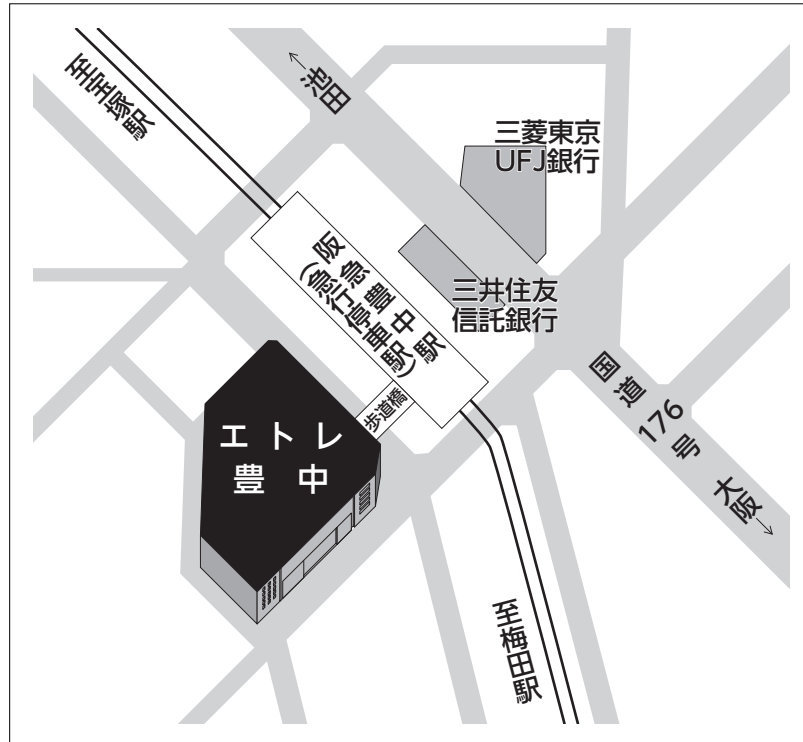 至宝塚駅
←池田
三菱東京
UFJ銀行
阪急豊中駅
(急行停車駅)
三井住友
信託銀行
歩道橋
エトレ
豊中
国道176号
大阪→
至梅田駅